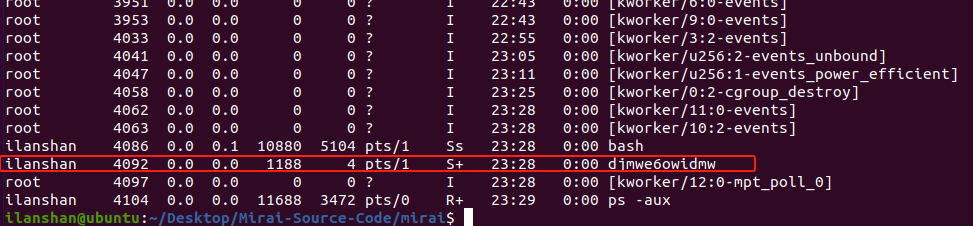 root 3951 0.0 0.0 0 0 ? I 22:43 0:00 [kworker/6:0-events]
root 3953 0.0 0.0 0 0 ? I 22:43 0:00 [kworker/9:0-events]
root 4033 0.0 0.0 0 0 ? I 22:55 0:00 [kworker/3:2-events]
root 4041 0.0 0.0 0 0 ? I 23:05 0:00 [kworker/u256:2-events_unbound]
root 4047 0.0 0.0 0 0 ? I 23:11 0:00 [kworker/u256:1-events_power_efficient]
root 4058 0.0 0.0 0 0 ? I 23:25 0:00 [kworker/0:2-cgroup_destroy]
root 4062 0.0 0.0 0 0 ? I 23:28 0:00 [kworker/11:0-events]
root 4063 0.0 0.0 0 0 ? I 23:28 0:00 [kworker/10:2-events]
ilanshan 4086 0.0 0.1 10880 5104 pts/1 Ss 23:28 0:00 bash
ilanshan 4092 0.0 0.0 1188 4 pts/1 S+ 23:28 0:00 djmwe6owidmw
root 4097 0.0 0.0 0 0 ? I 23:28 0:00 [kworker/12:0-mpt_poll_0]
ilanshan 4104 0.0 0.0 11688 3472 pts/0 R+ 23:29 0:00 ps -aux
ilanshan@ubuntu:~/Desktop/Mirai-Source-Code/mirai$